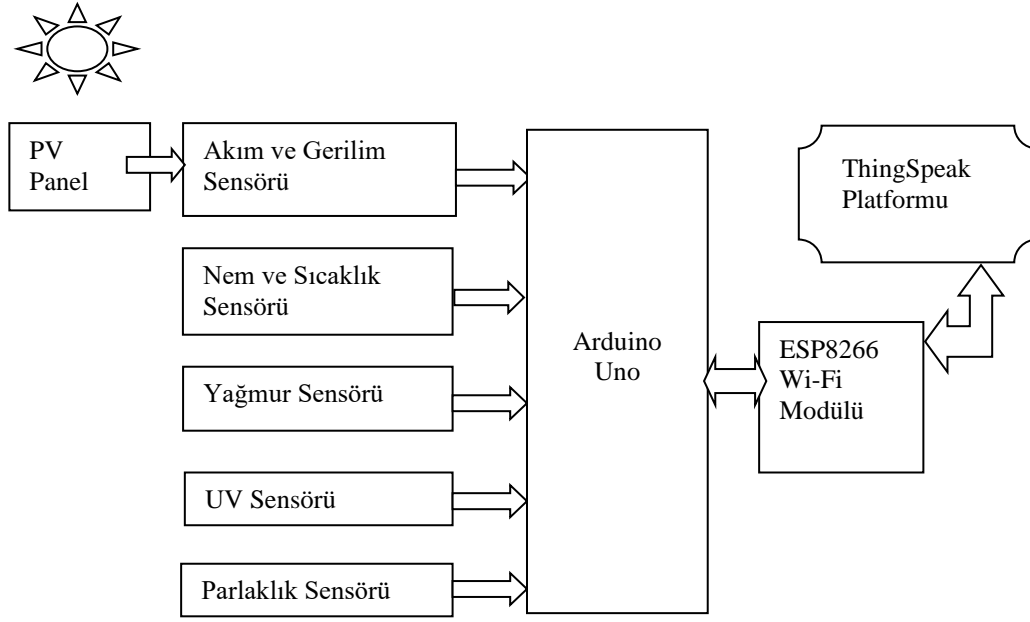 PV
Panel
Akım ve Gerilim
Sensörü
Nem ve Sıcaklık
Sensörü
Yağmur Sensörü
UV Sensörü
Parlaklık Sensörü
Arduino
Uno
ESP8266
Wi-Fi
Modülü
ThingSpeak
Platformu